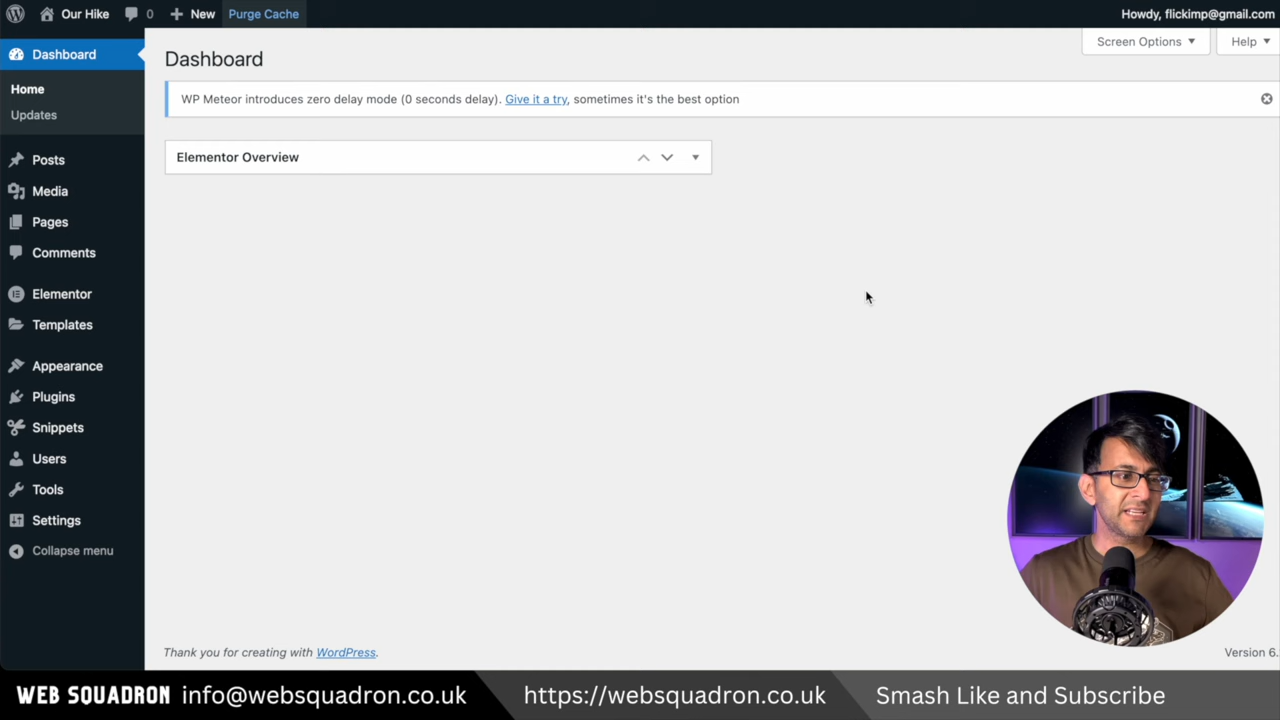 Our Hike
0
New
Purge Cache
Howdy, flickimp@gmail.com
Dashboard
Home
Updates
Posts
Media
Pages
Comments
Elementor
Templates
Appearance
Plugins
Snippets
Users
Tools
Settings
Collapse menu
Screen Options
Help
Dashboard
WP Meteor introduces zero delay mode (0 seconds delay). Give it a try, sometimes it's the best option
Elementor Overview
Thank you for creating with WordPress.
Version 6.
WEB SQUADRON info@websquadron.co.uk
https://websquadron.co.uk
Smash Like and Subscribe